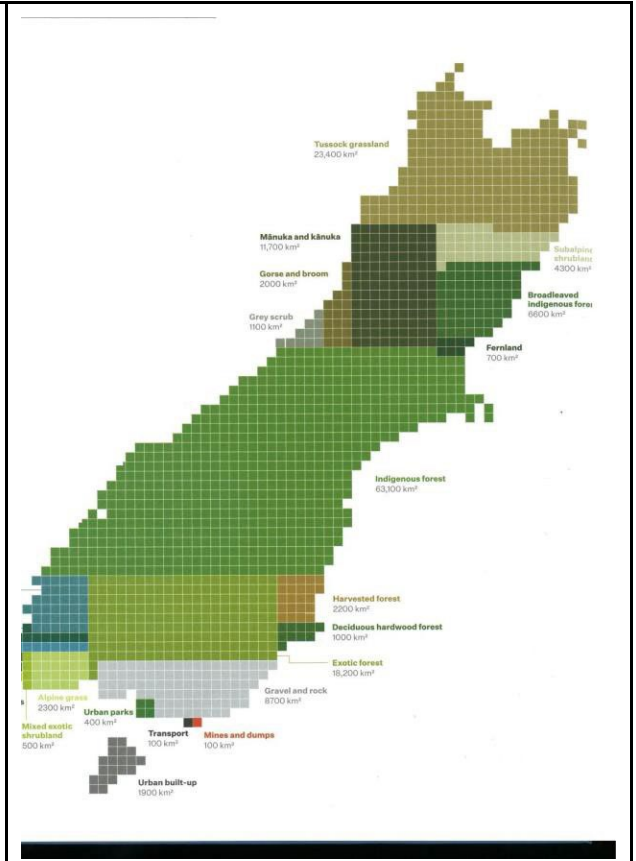 Tussock grassland
23,400 km²
Mānuka and kānuka
11,700 km²
Subalpine
shrubland
4300 km²
Gorse and broom
2000 km²
Broadleaved
indigenous fores
6600 km²
Grey scrub
1100 km²
Fernland
700 km²
Indigenous forest
63,100 km²
Harvested forest
2200 km²
Deciduous hardwood forest
1000 km²
Exotic forest
18,200 km²
Alpine grass
2300 km²
Gravel and rock
8700 km²
Urban parks
400 km²
s
Mixed exotic
shrubland
500 km²
Transport
100 km²
Mines and dumps
100 km²
Urban built-up
1900 km²